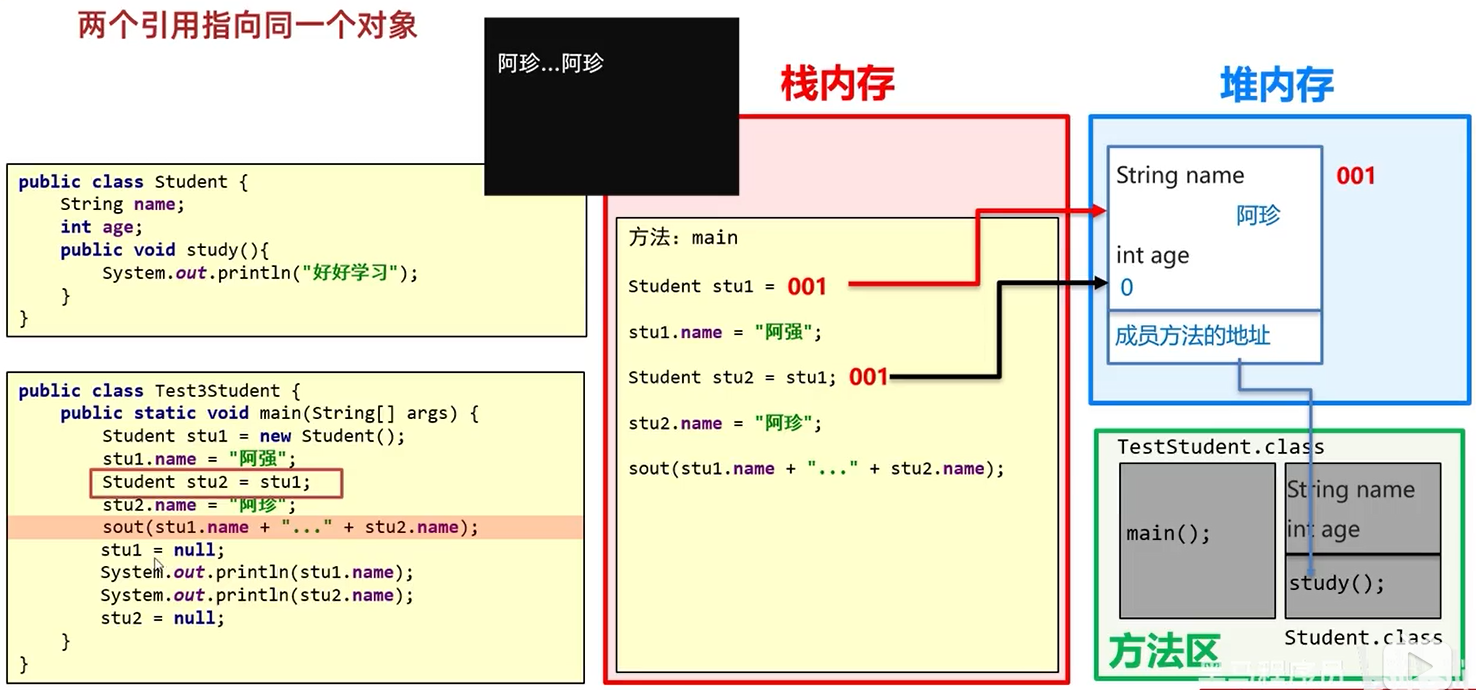 两个引用指向同一个对象
阿珍...阿珍
栈内存
堆内存
public class Student {
String name;
int age;
public void study(){
System.out.println("好好学习");
}
}
public class Test3Student {
public static void main(String[] args) {
Student stu1 = new Student();
stu1.name = "阿强";
Student stu2 = stu1;
stu2.name = "阿珍";
sout(stu1.name + "..." + stu2.name);
stu1 = null;
System.out.println(stu1.name);
System.out.println(stu2.name);
stu2 = null;
}
}
方法: main
Student stu1 = 001
stu1.name = "阿强";
Student stu2 = stu1; 001
stu2.name = "阿珍";
sout(stu1.name + "..." + stu2.name);
String name
001
阿珍
int age
0
成员方法的地址
TestStudent.class
main();
String name
int age
study();
Student.class
方法区